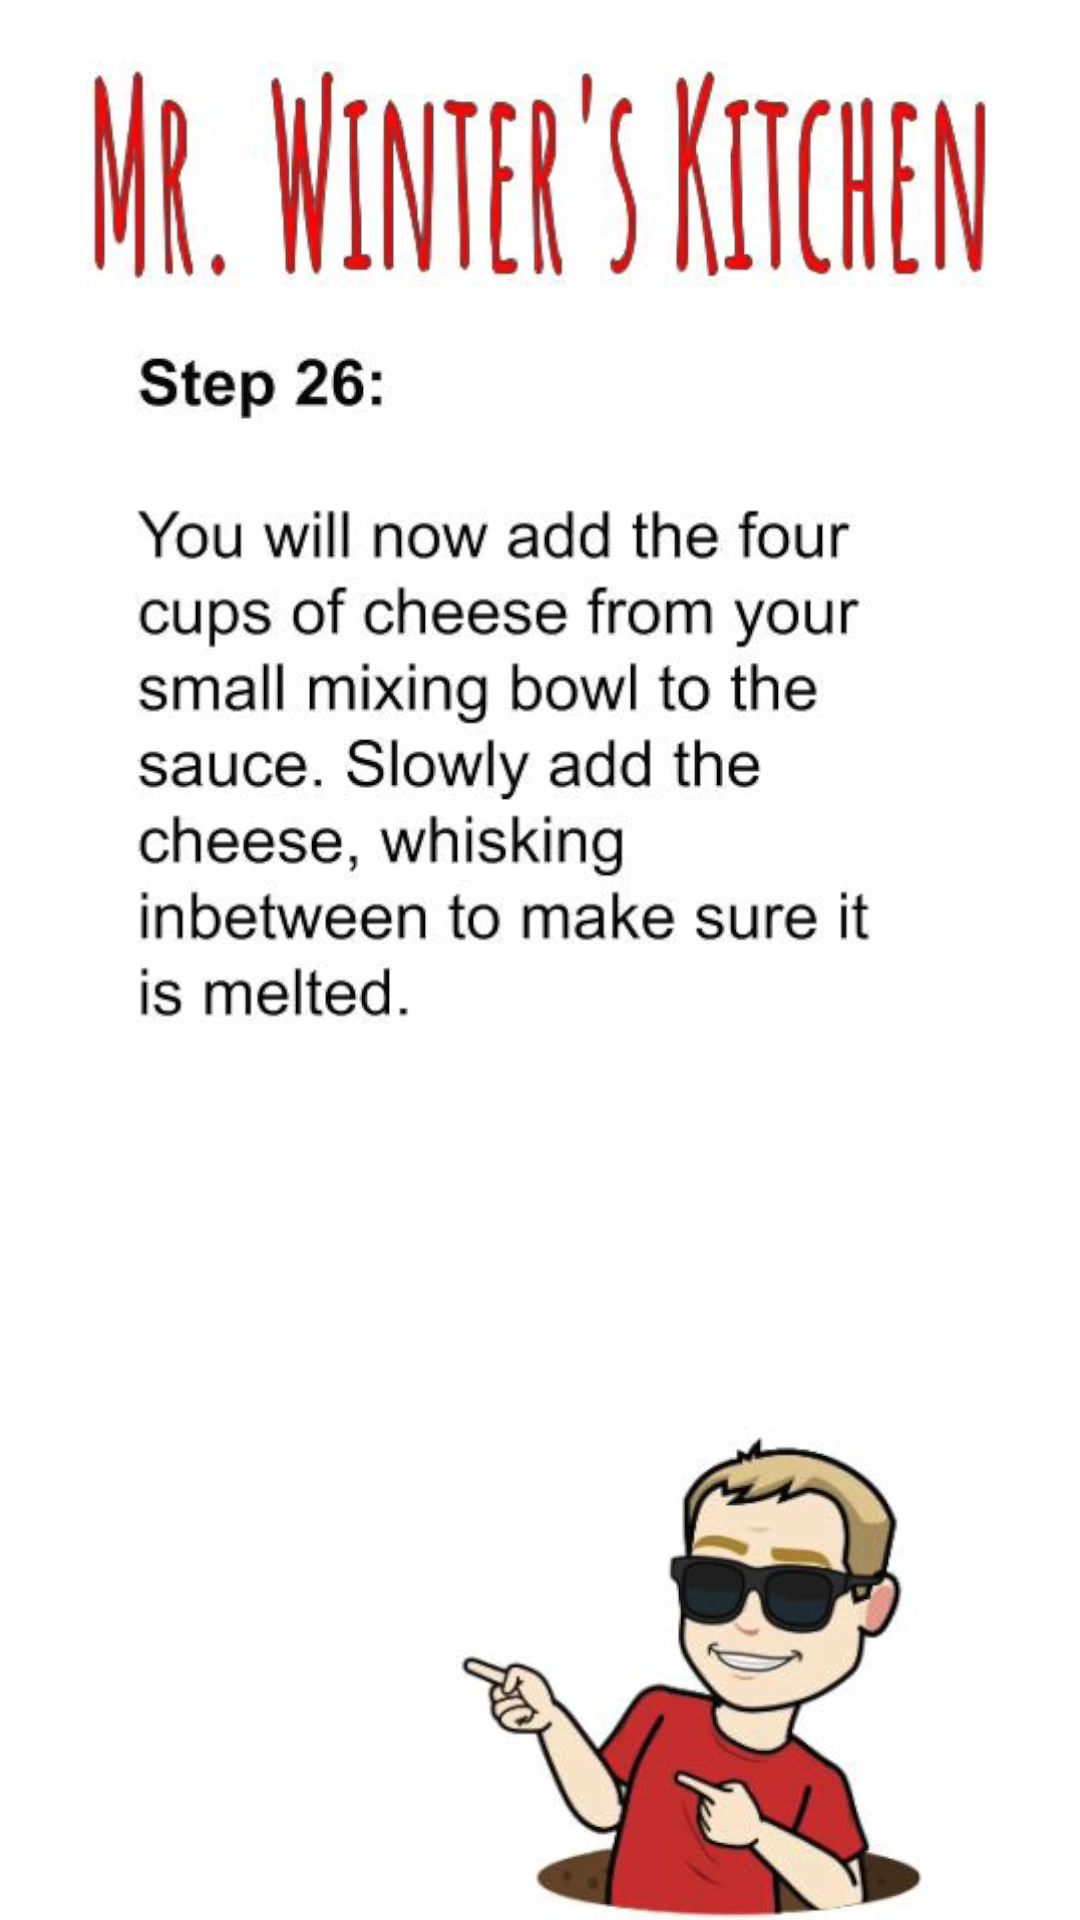 Mr. Winter's Kitchen
Step 26:
You will now add the four
cups of cheese from your
small mixing bowl to the
sauce. Slowly add the
cheese, whisking
inbetween to make sure it
is melted.